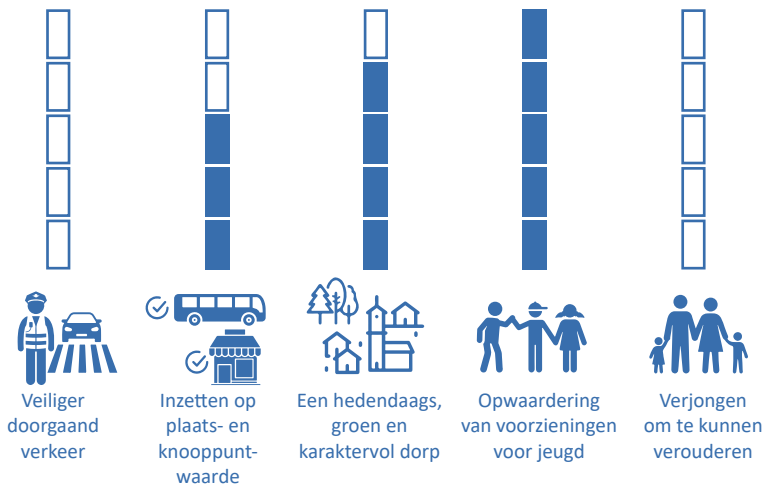 Veiliger
doorgaand
verkeer
Inzetten op
plaats- en
knooppunt-
waarde
Een hedendaags,
groen en
karaktervol dorp
Opwaardering
van voorzieningen
voor jeugd
Verjongen
om te kunnen
verouderen